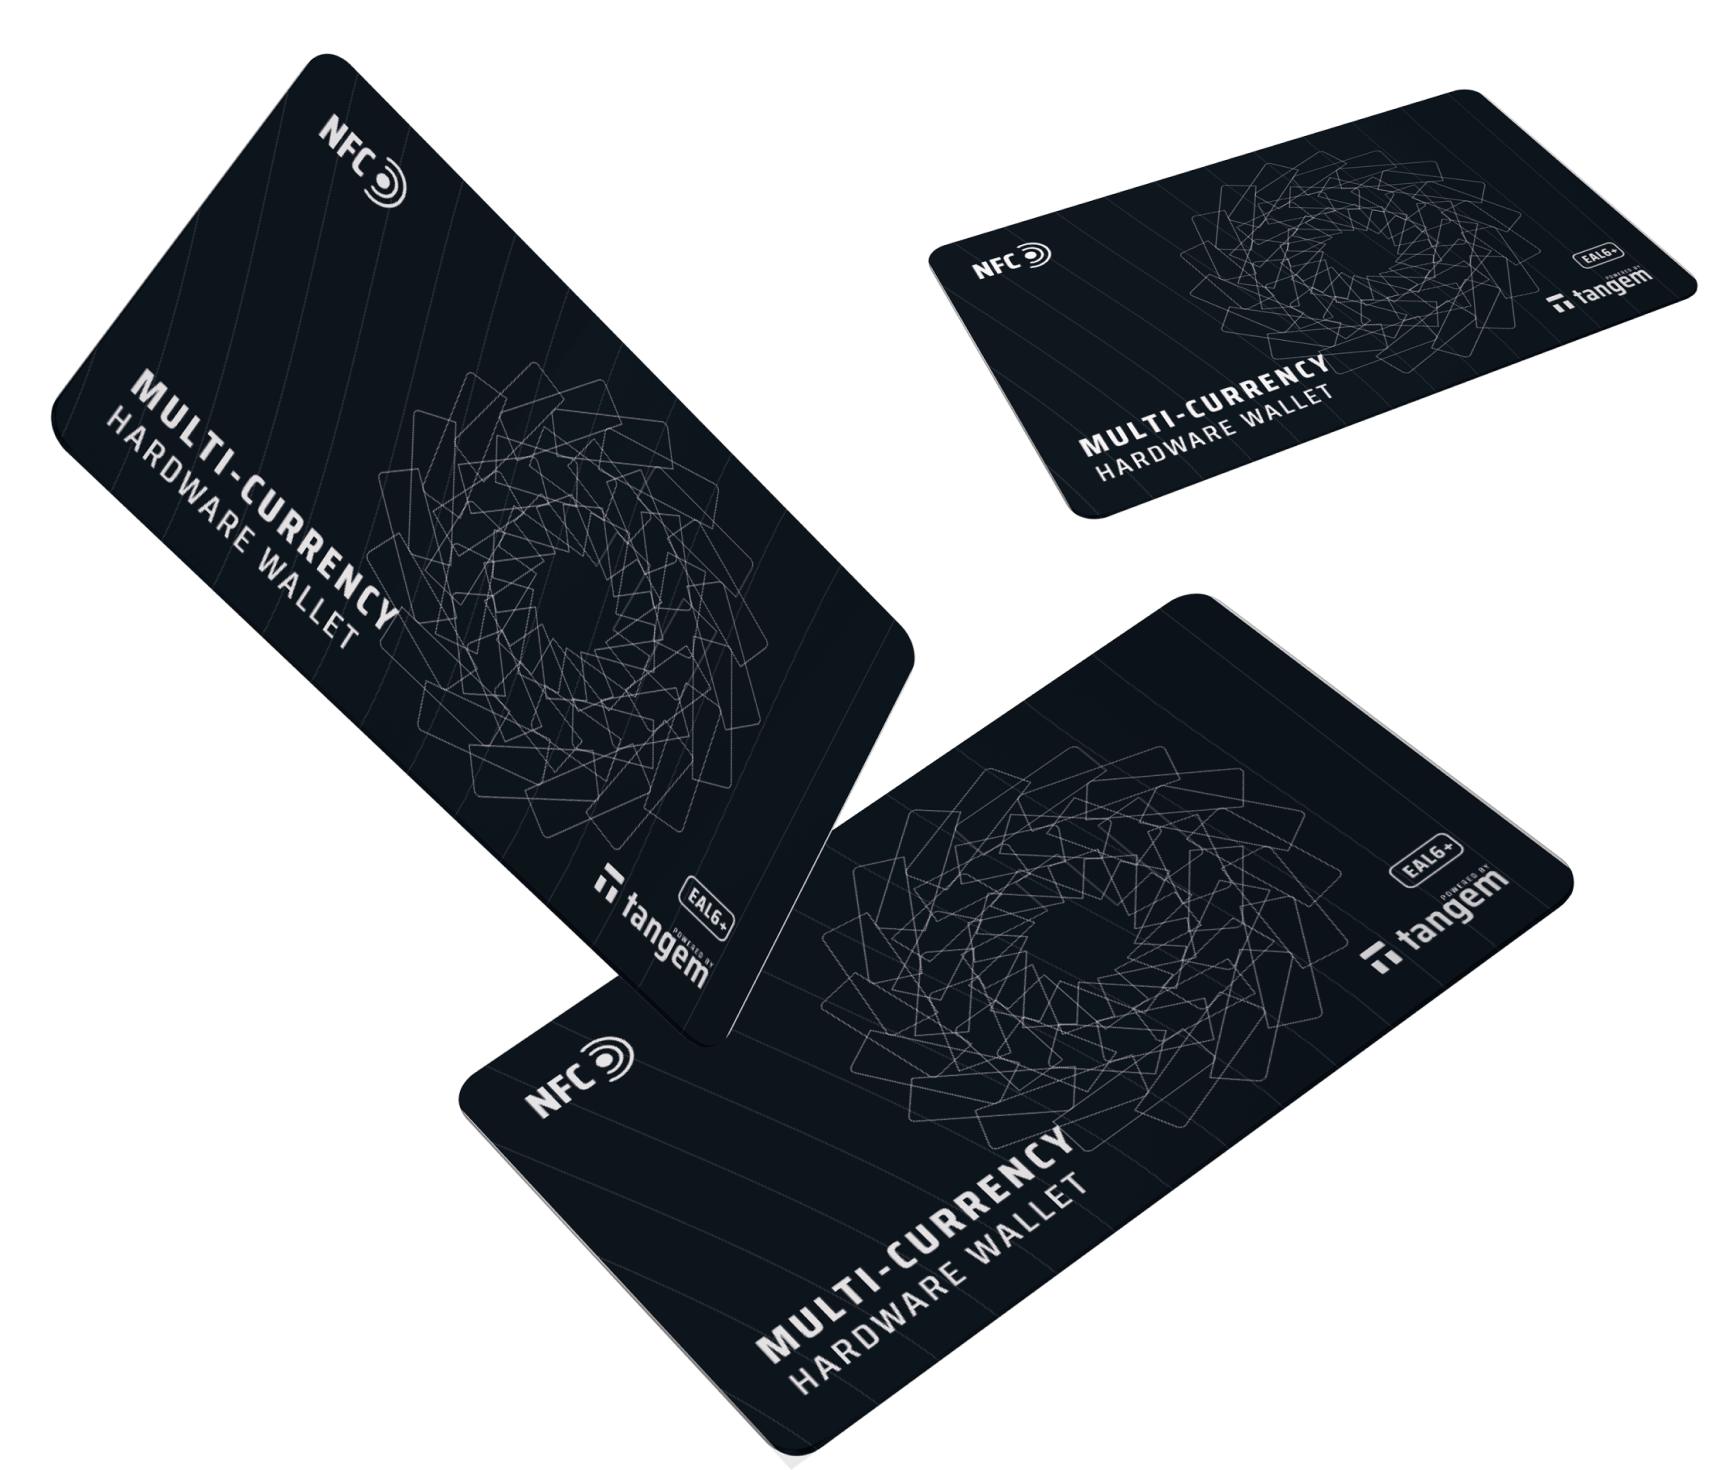 NFC
MULTI-CURRENCY
HARDWARE WALLET
EAL6+
POWERED BY
tangem
NFC
MULTI-CURRENCY
HARDWARE WALLET
EAL6+
POWERED BY
tangem
NFC
MULTI-CURRENCY
HARDWARE WALLET
EAL6+
POWERED BY
tangem